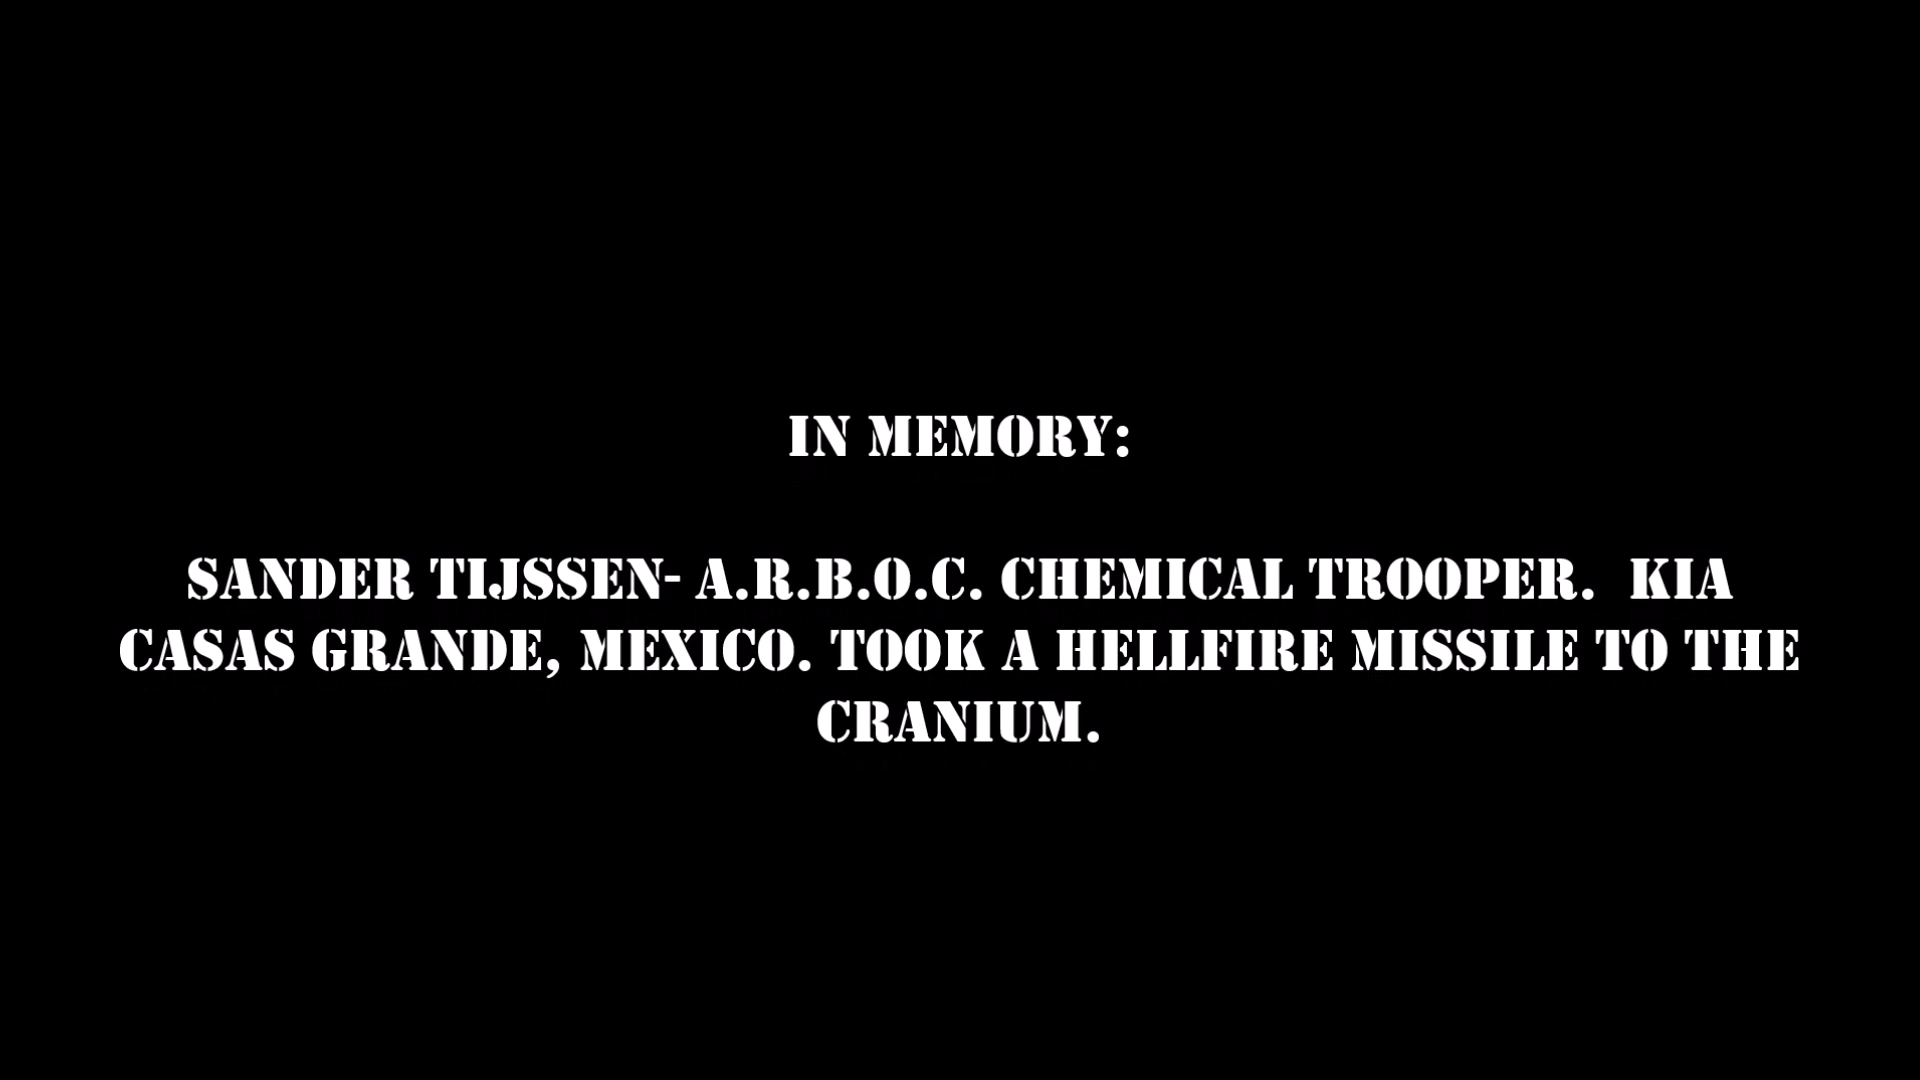 IN MEMORY:
SANDER TIJSSEN- A.R.B.O.C. CHEMICAL TROOPER.  KIA
CASAS GRANDE, MEXICO. TOOK A HELLFIRE MISSILE TO THE
CRANIUM.